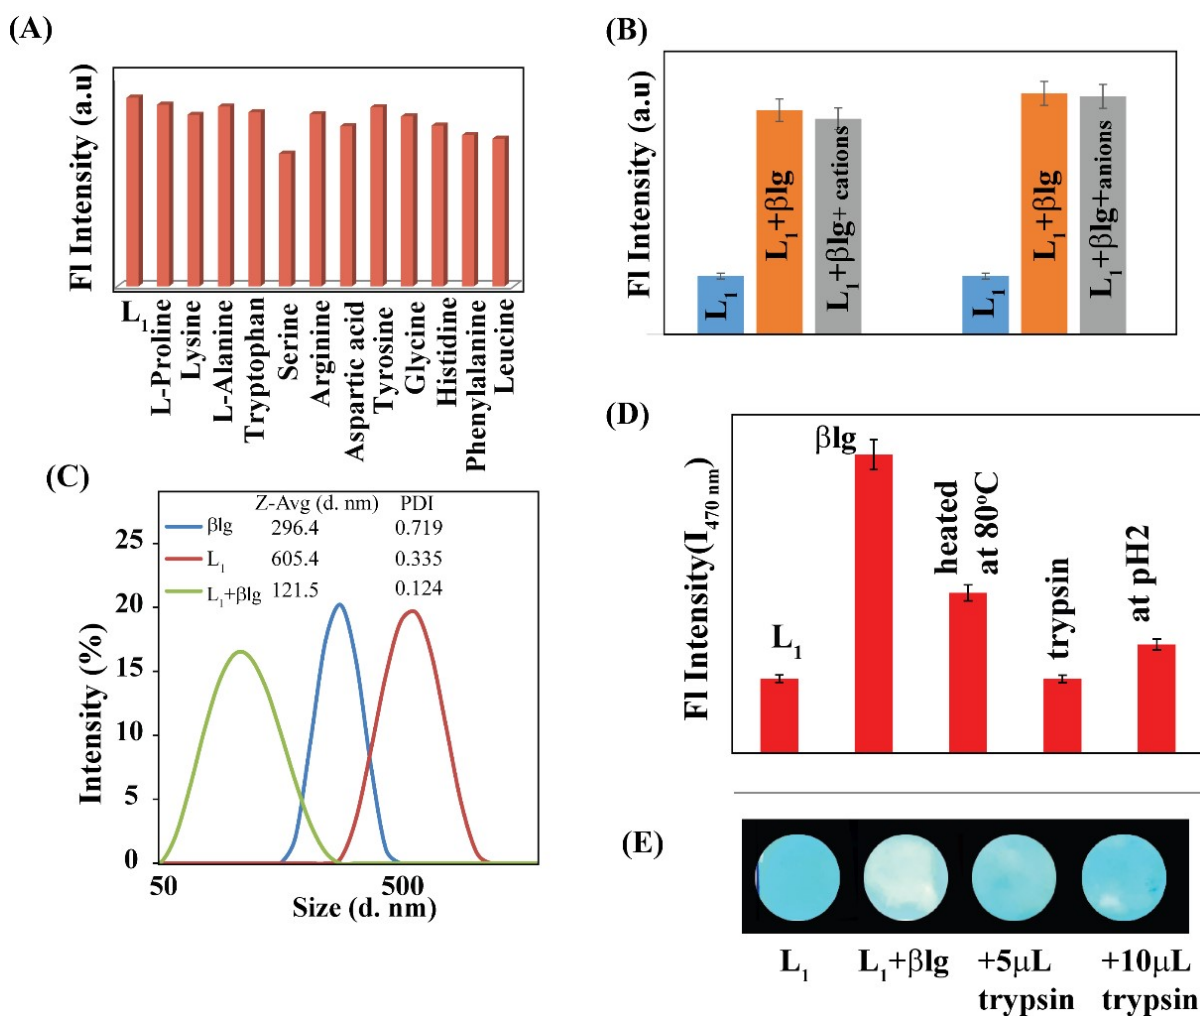 (A)
Fl Intensity (a.u)
L1
L-Proline
Lysine
L-Alanine
Tryptophan
Serine
Arginine
Aspartic acid
Tyrosine
Glycine
Histidine
Phenylalanine
Leucine
(B)
Fl Intensity (a.u)
L1
L1+βlg
L1+βlg+ cations
L1
L1+βlg
L1+βlg+anions
(C)
Z-Avg (d. nm) PDI
βlg 296.4 0.719
L1 605.4 0.335
L1+βlg 121.5 0.124
Intensity (%)
25
20
15
10
5
0
50 500
Size (d. nm)
(D)
Fl Intensity(I470 nm)
L1
βlg
heated
at 80°C
trypsin
at pH2
(E)
L1
L1+βlg
+5μL
trypsin
+10μL
trypsin